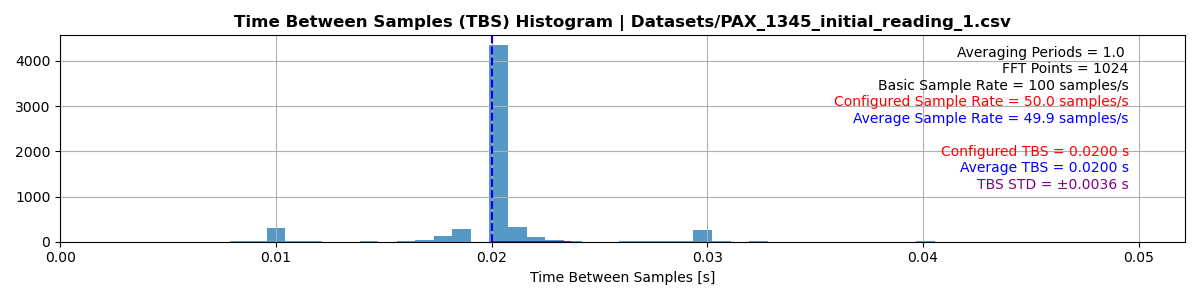 Time Between Samples (TBS) Histogram | Datasets/PAX_1345_initial_reading_1.csv
Averaging Periods = 1.0
FFT Points = 1024
Basic Sample Rate = 100 samples/s
Configured Sample Rate = 50.0 samples/s
Average Sample Rate = 49.9 samples/s
Configured TBS = 0.0200 s
Average TBS = 0.0200 s
TBS STD = ±0.0036 s
4000
3000
2000
1000
0
0.00 0.01 0.02 0.03 0.04 0.05
Time Between Samples [s]